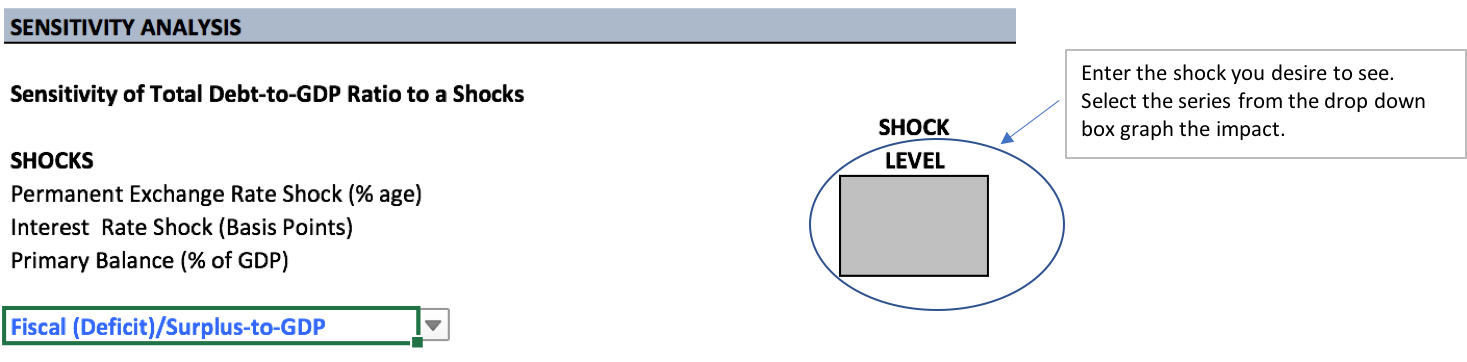 SENSITIVITY ANALYSIS
Sensitivity of Total Debt-to-GDP Ratio to a Shocks
Enter the shock you desire to see.
Select the series from the drop down
box graph the impact.
SHOCK
LEVEL
SHOCKS
Permanent Exchange Rate Shock (% age)
Interest  Rate Shock (Basis Points)
Primary Balance (% of GDP)
Fiscal (Deficit)/Surplus-to-GDP